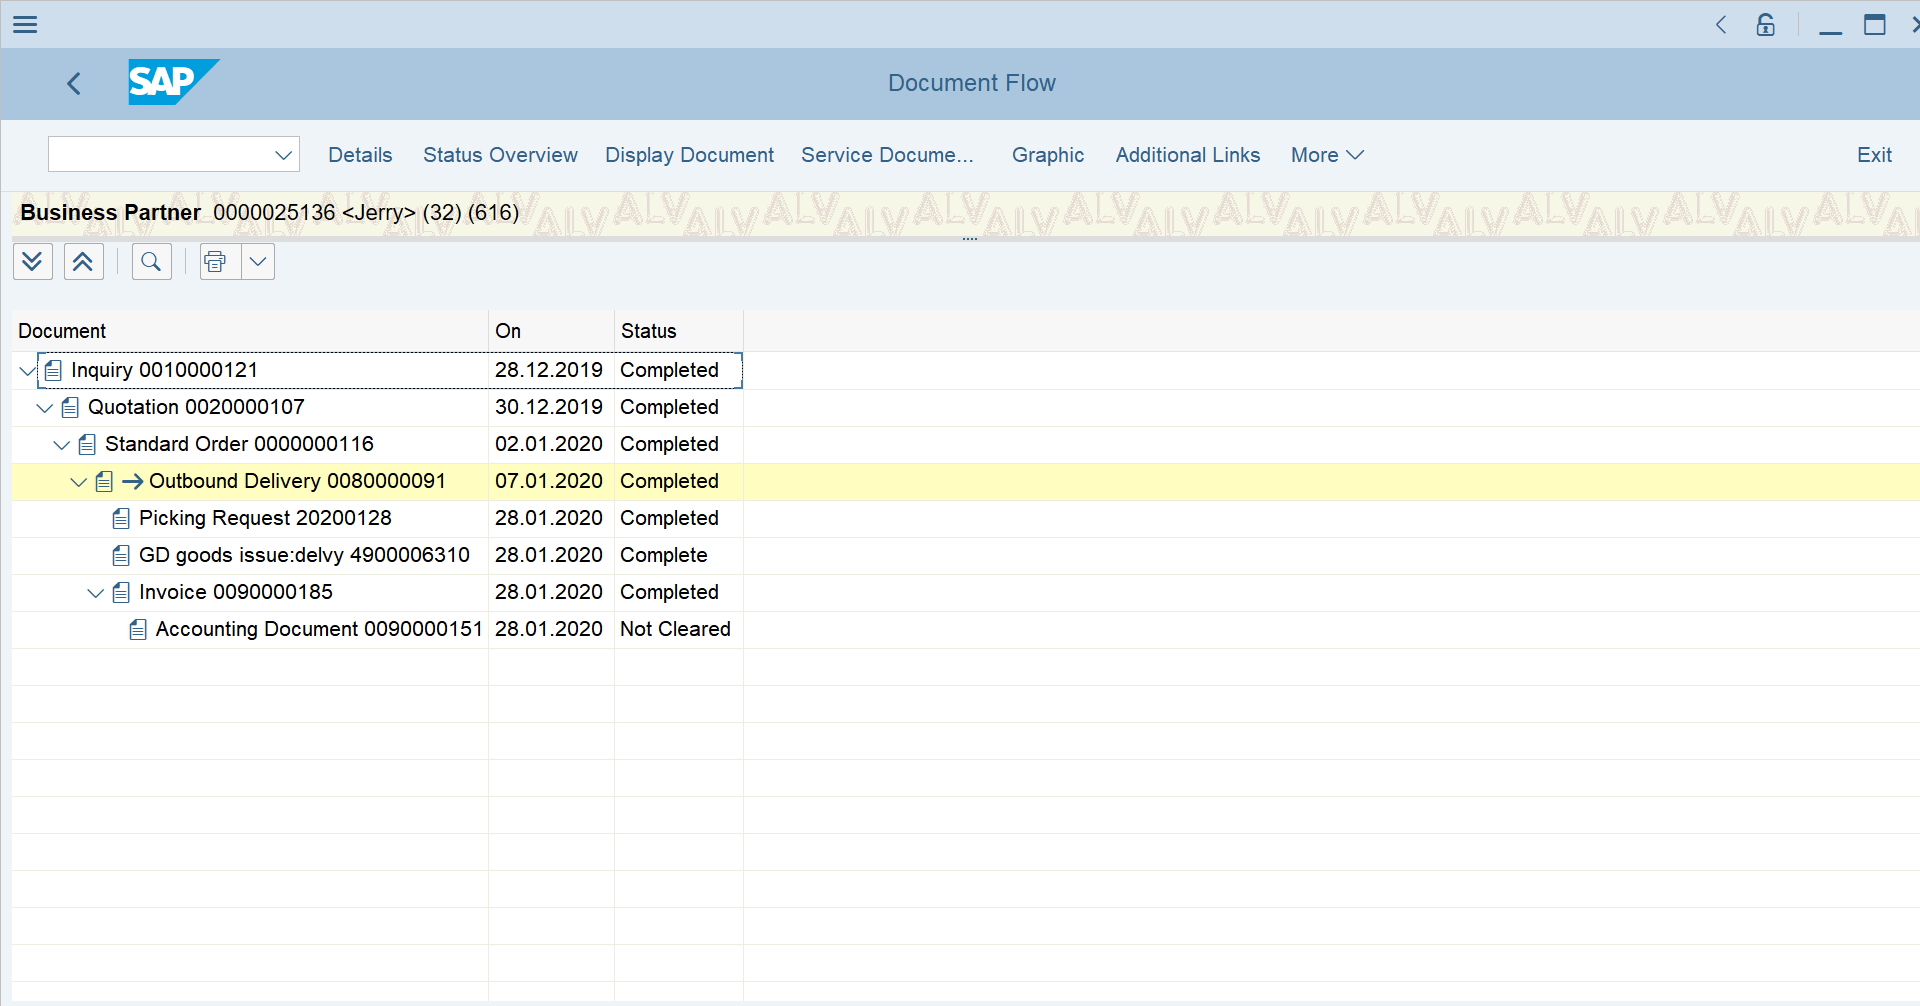 SAP
Document Flow
Details Status Overview Display Document Service Docume... Graphic Additional Links More Exit
Business Partner 0000025136 <Jerry> (32) (616)
Document On Status
Inquiry 0010000121 28.12.2019 Completed
Quotation 0020000107 30.12.2019 Completed
Standard Order 0000000116 02.01.2020 Completed
Outbound Delivery 0080000091 07.01.2020 Completed
Picking Request 20200128 28.01.2020 Completed
GD goods issue:delvy 4900006310 28.01.2020 Complete
Invoice 0090000185 28.01.2020 Completed
Accounting Document 0090000151 28.01.2020 Not Cleared